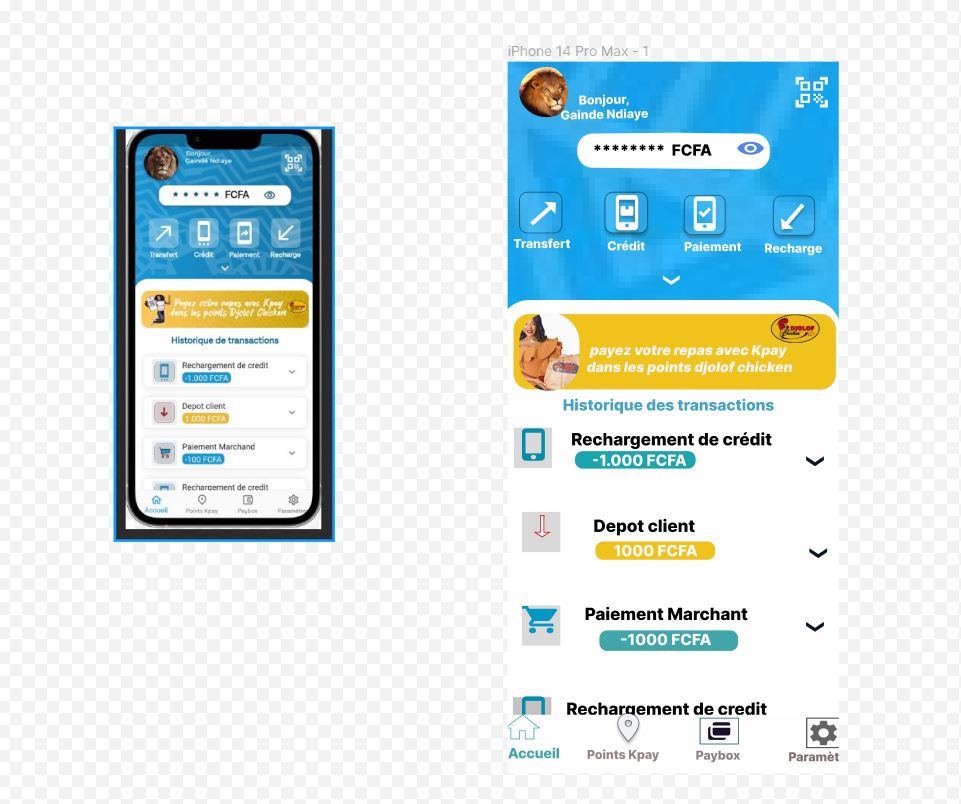 Bonjour,
Gaindé Ndiaye
* * * * * FCFA
Transfert
Crédit
Paiement
Recharge
Payez votre repas avec Kpay
dans les points Djolof Chicken
Historique de transactions
Rechargement de credit
-1.000 FCFA
Depot client
1.000 FCFA
Paiement Marchand
-100 FCFA
Rechargement de credit
Accueil
Points Kpay
Paybox
Paramètres
iPhone 14 Pro Max - 1
Bonjour,
Gainde Ndiaye
******** FCFA
Transfert
Crédit
Paiement
Recharge
DJOLOF
Chicken
payez votre repas avec Kpay
dans les points djolof chicken
Historique des transactions
Rechargement de crédit
-1.000 FCFA
Depot client
1000 FCFA
Paiement Marchant
-1000 FCFA
Rechargement de credit
Accueil
Points Kpay
Paybox
Paramèt